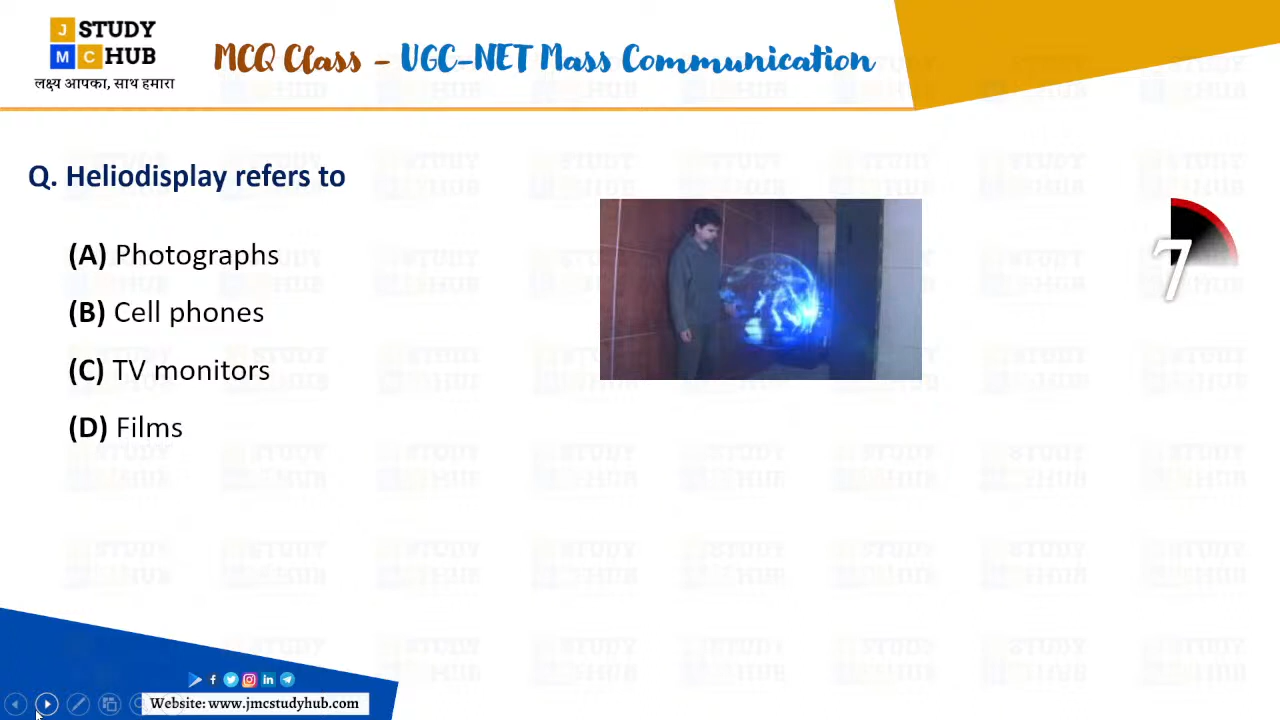 J STUDY
M C HUB
लक्ष्य आपका, साथ हमारा
MCQ Class - UGC-NET Mass Communication
Q. Heliodisplay refers to
(A) Photographs
(B) Cell phones
(C) TV monitors
(D) Films
7
Website: www.jmcstudyhub.com